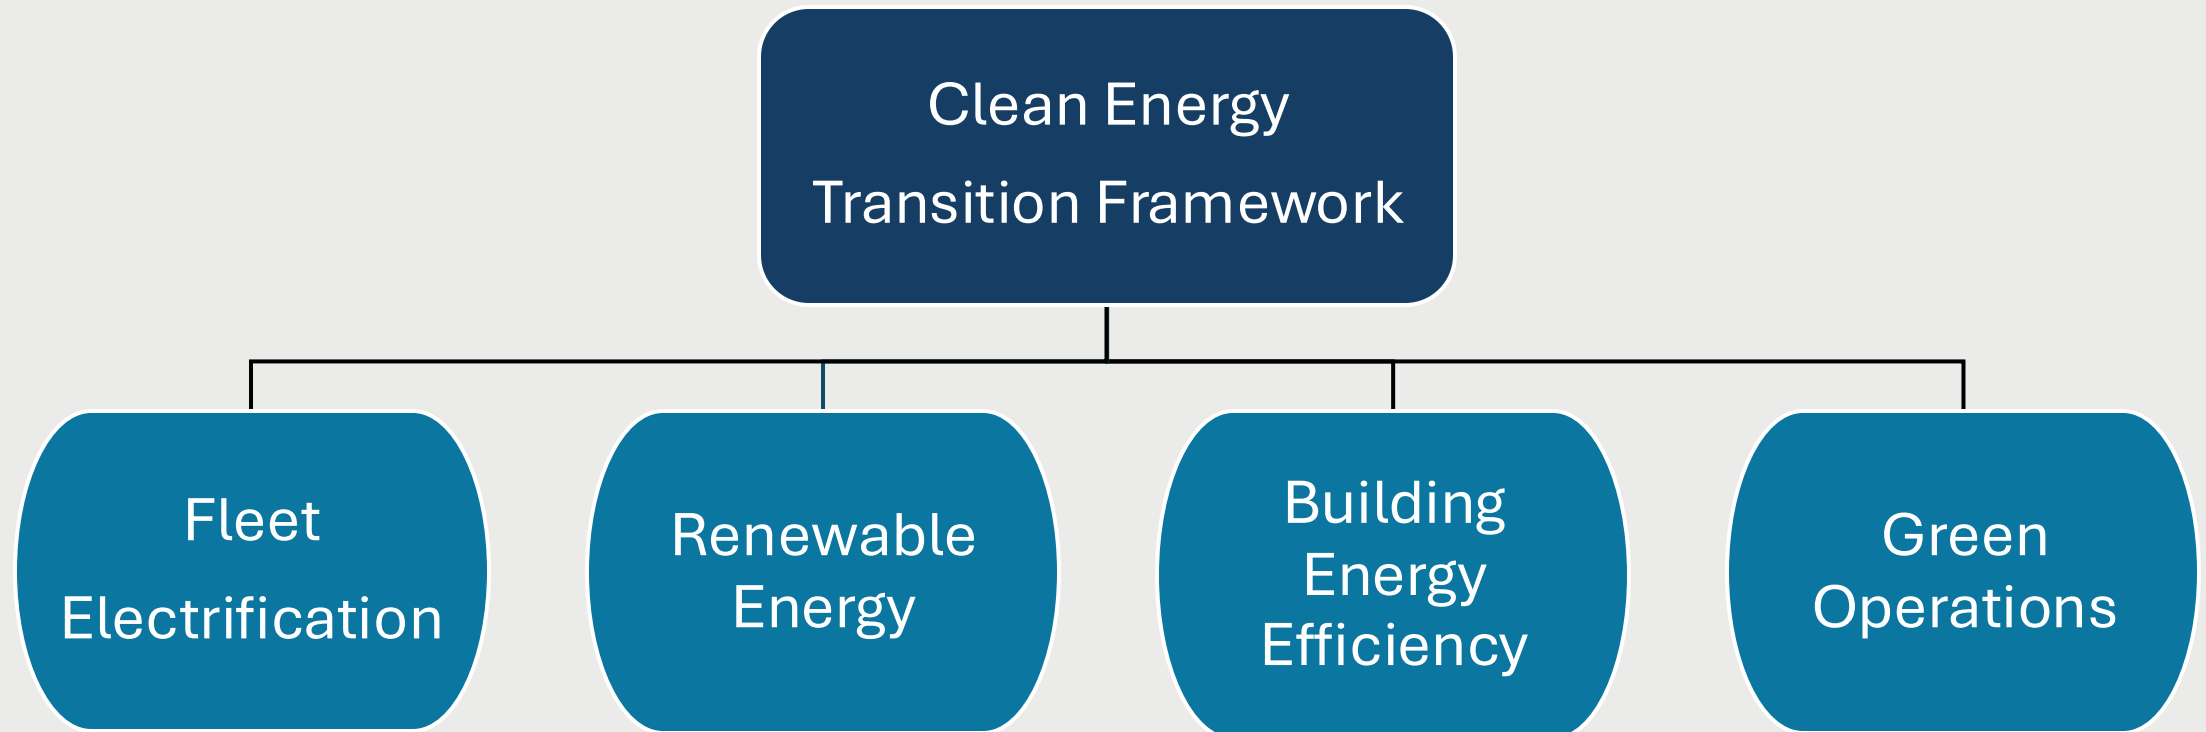 Clean Energy
Transition Framework
Fleet
Electrification
Renewable
Energy
Building
Energy
Efficiency
Green
Operations